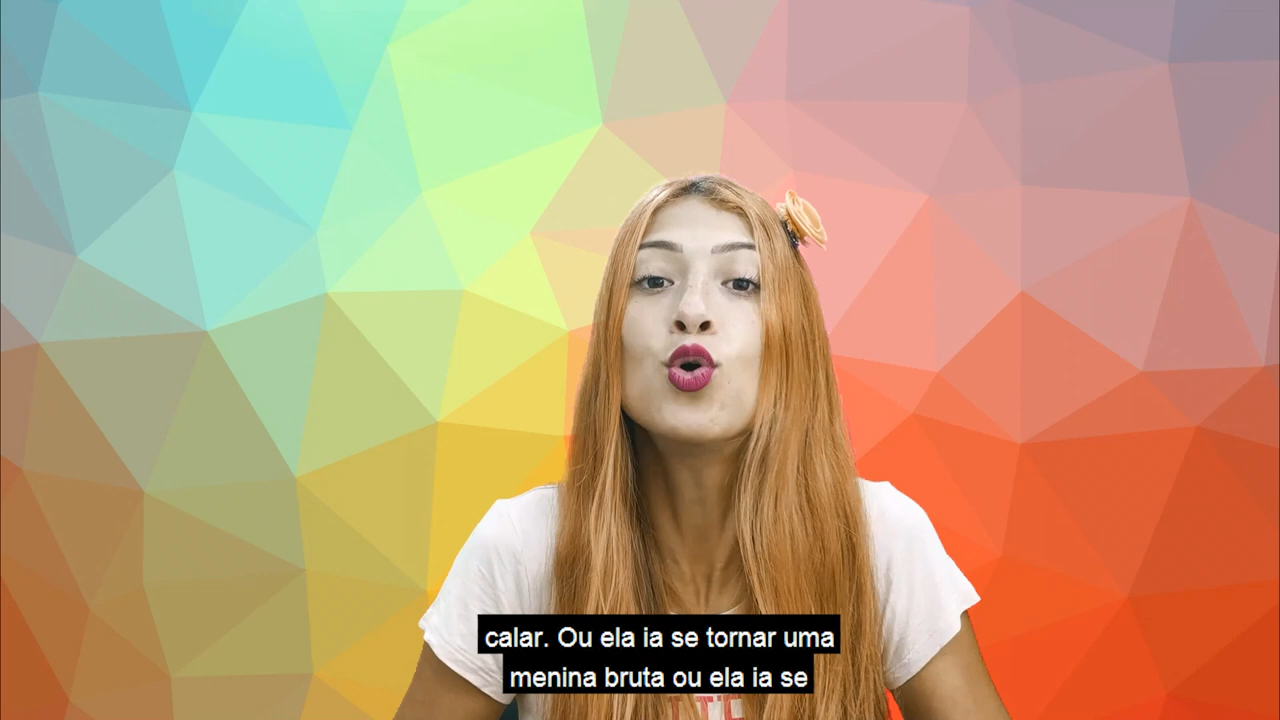 calar. Ou ela ia se tornar uma
menina bruta ou ela ia se